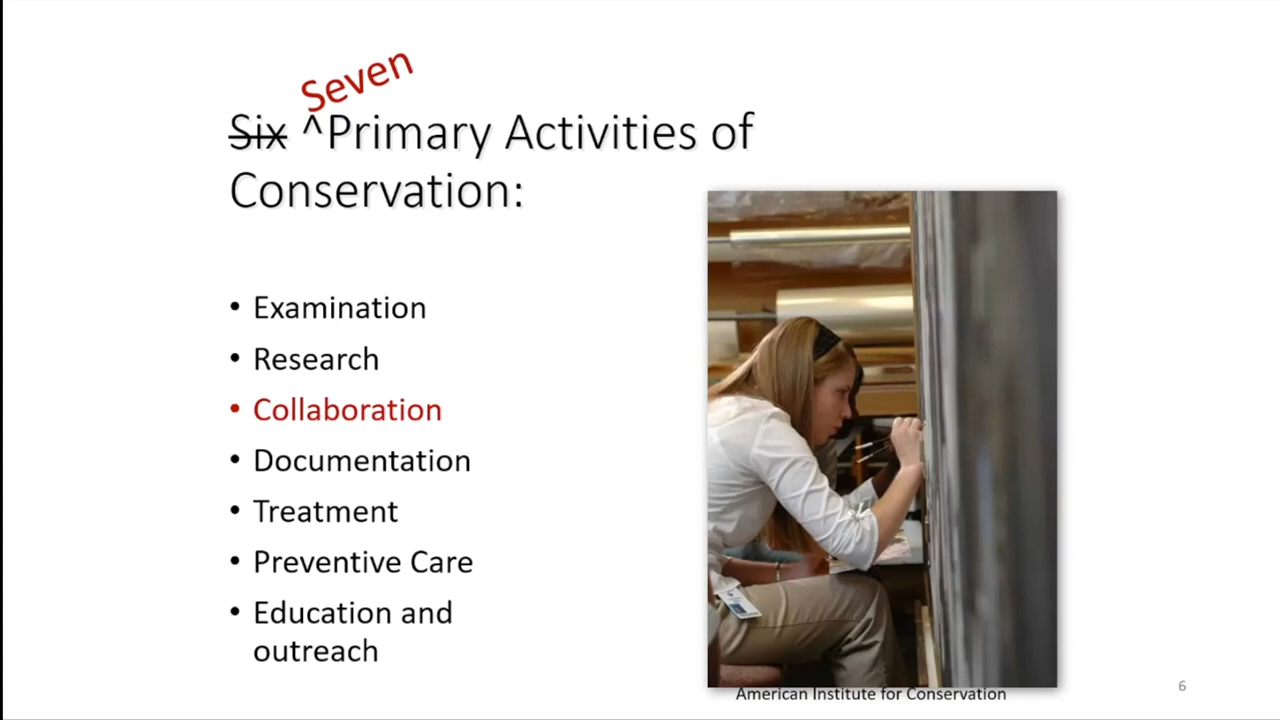 Seven
Six ^Primary Activities of
Conservation:
• Examination
• Research
• Collaboration
• Documentation
• Treatment
• Preventive Care
• Education and
outreach
American Institute for Conservation
6